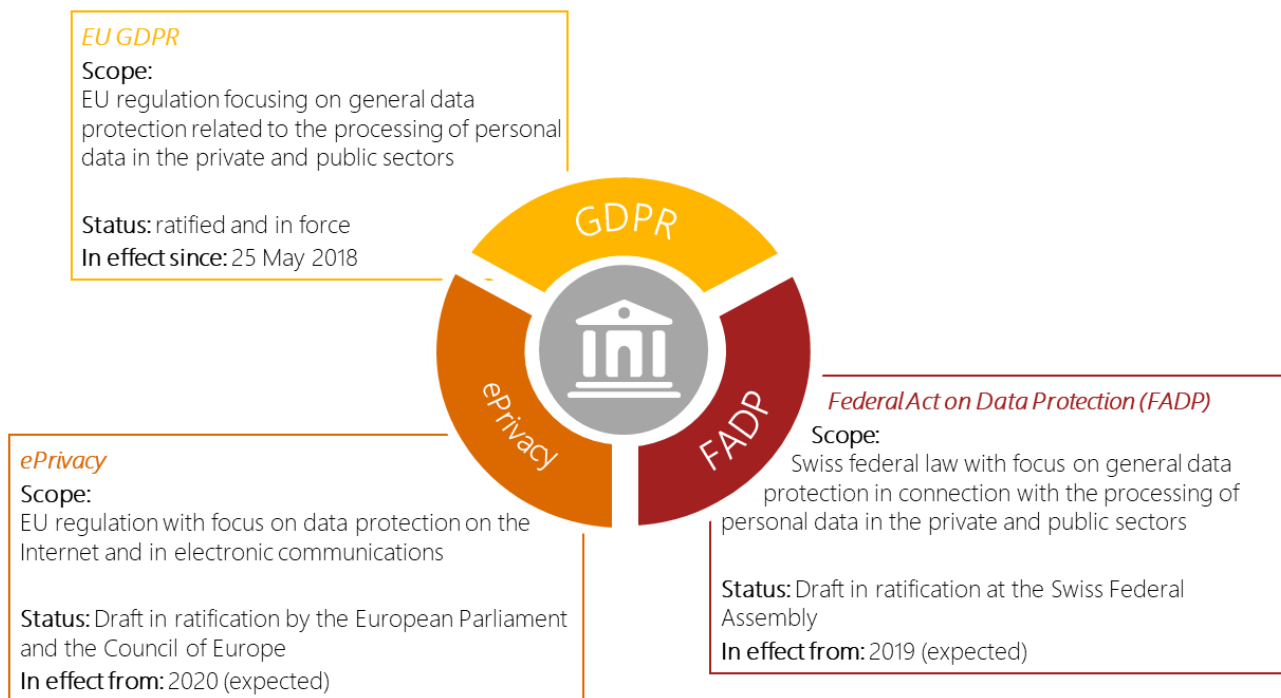 EU GDPR
Scope:
EU regulation focusing on general data
protection related to the processing of personal
data in the private and public sectors
Status: ratified and in force
In effect since: 25 May 2018
GDPR
ePrivacy
FADP
Federal Act on Data Protection (FADP)
Scope:
Swiss federal law with focus on general data
protection in connection with the processing of
personal data in the private and public sectors
Status: Draft in ratification at the Swiss Federal
Assembly
In effect from: 2019 (expected)
ePrivacy
Scope:
EU regulation with focus on data protection on the
Internet and in electronic communications
Status: Draft in ratification by the European Parliament
and the Council of Europe
In effect from: 2020 (expected)